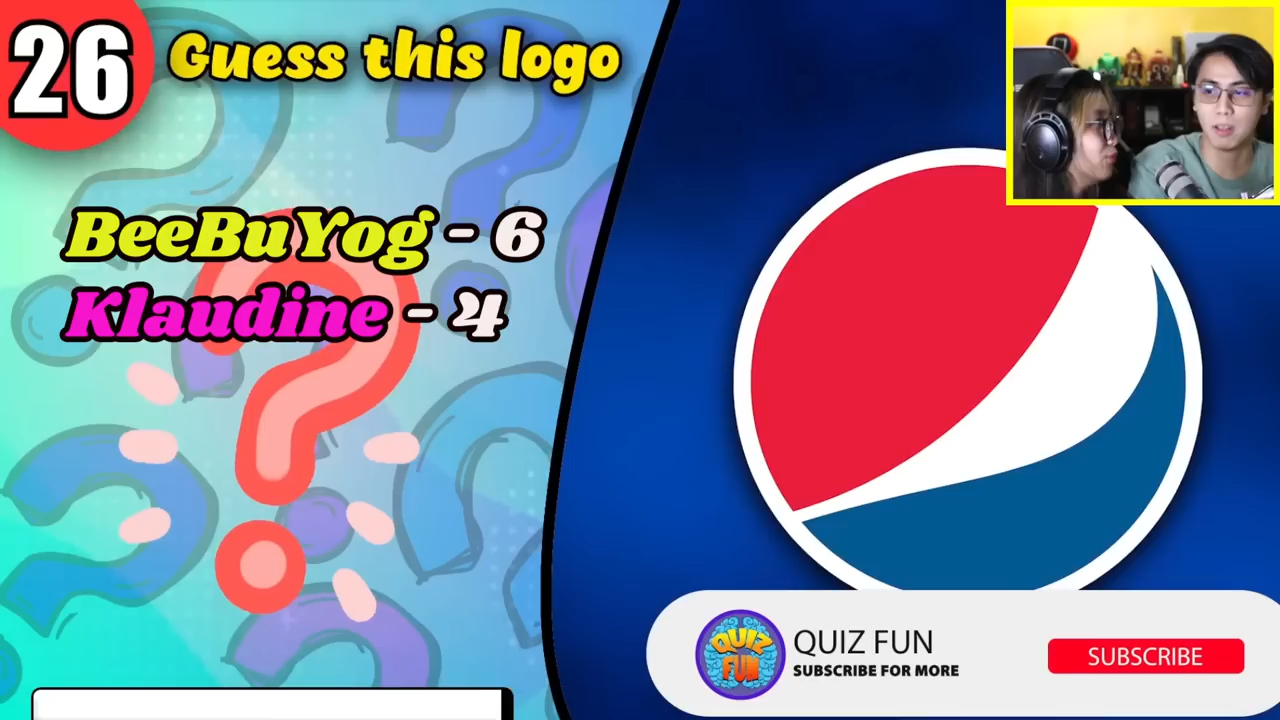 26
Guess this logo
BeeBuYog - 6
Klaudine - 4
QUIZ FUN
QUIZ FUN
SUBSCRIBE FOR MORE
SUBSCRIBE